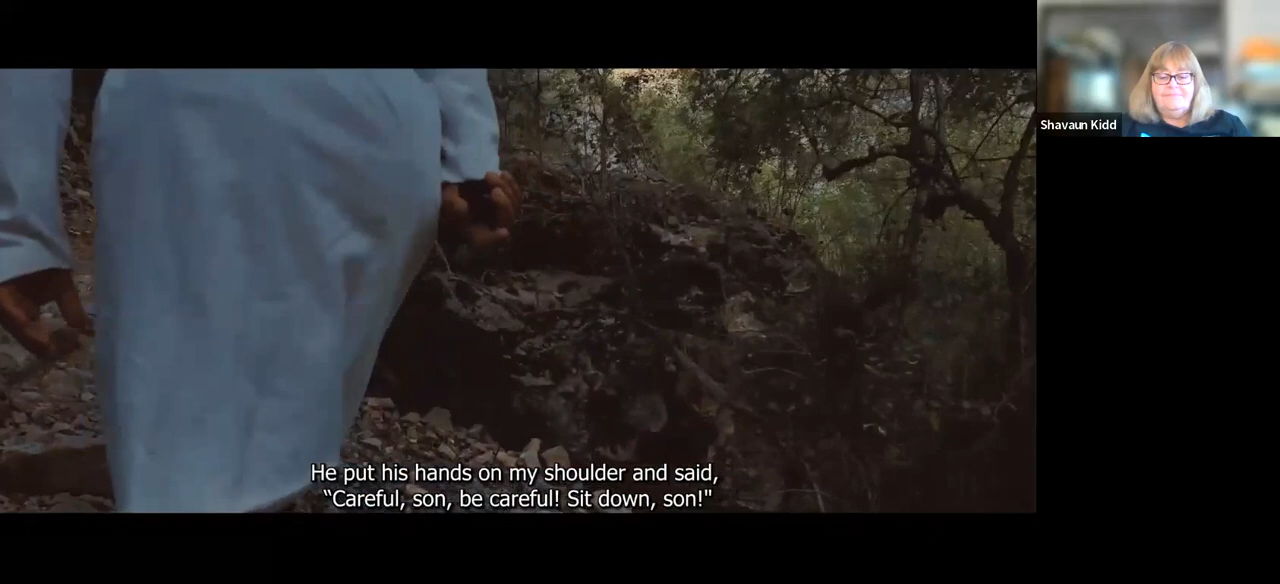 Shavaun Kidd
He put his hands on my shoulder and said,
“Careful, son, be careful! Sit down, son!"